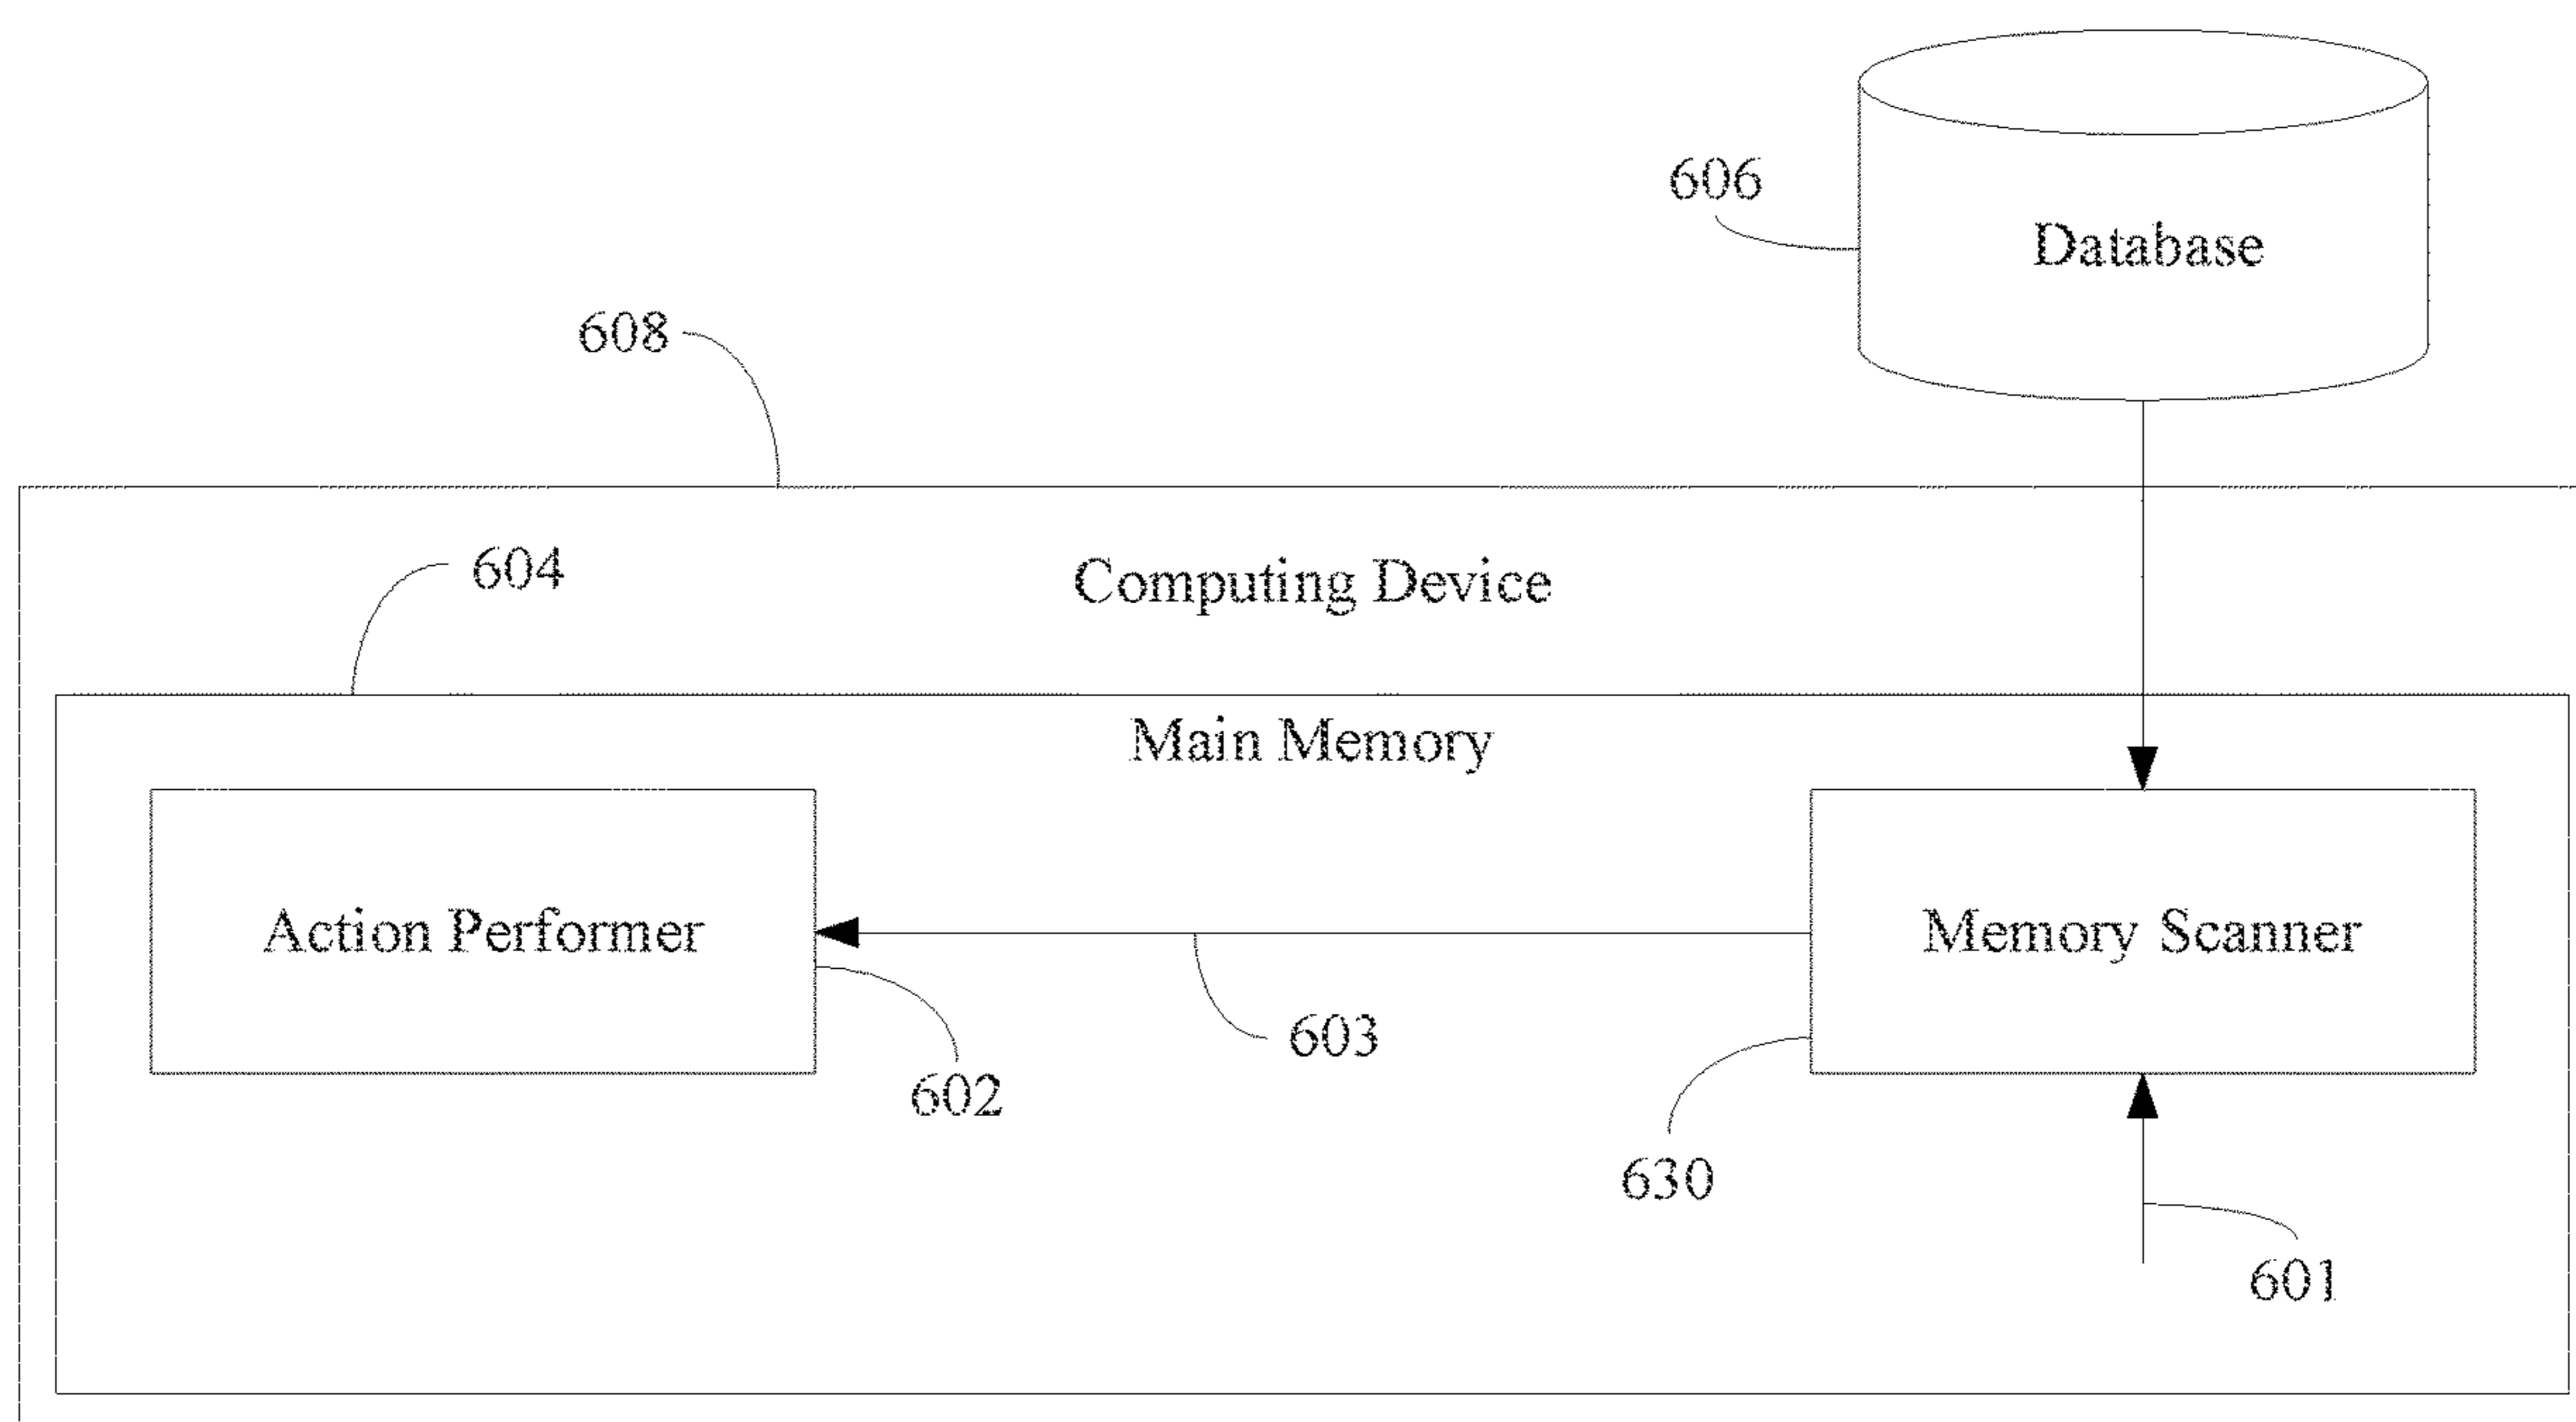 606
Database
608
604
Computing Device
Main Memory
Action Performer
Memory Scanner
603
602
630
601